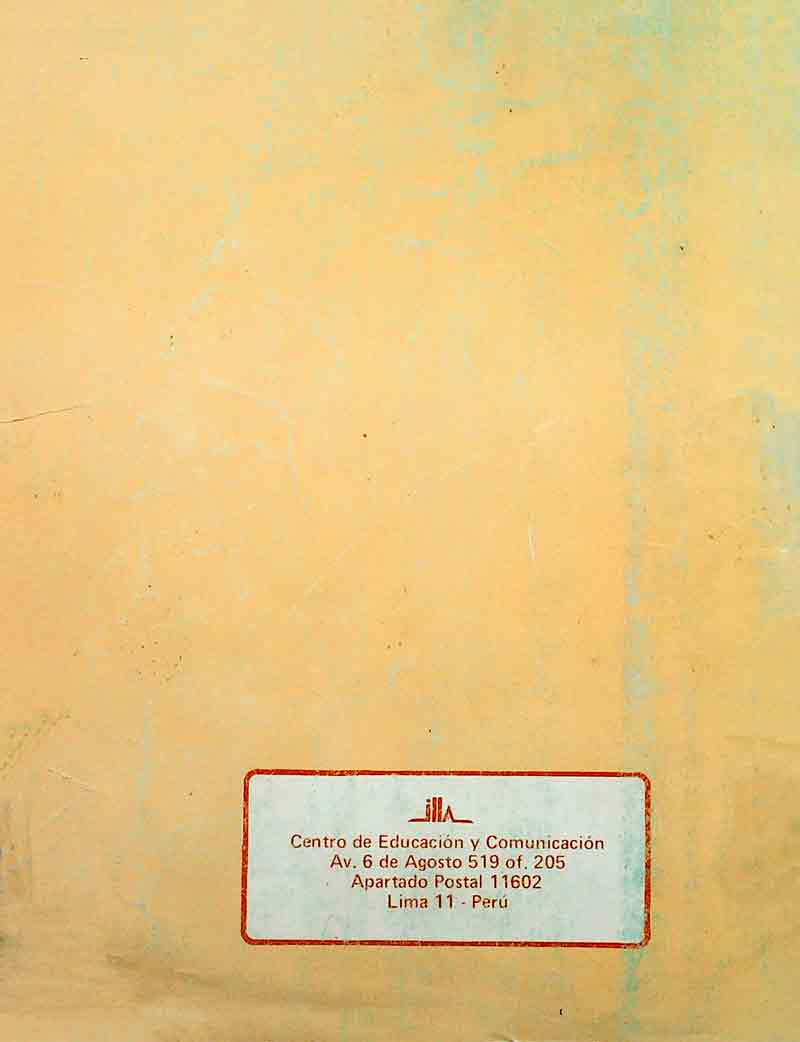 illA
Centro de Educación y Comunicación
Av. 6 de Agosto 519 of. 205
Apartado Postal 11602
Lima 11 - Perú